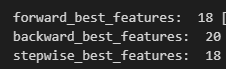 forward_best_features:  18 [
backward_best_features:  20
stepwise_best_features:  18